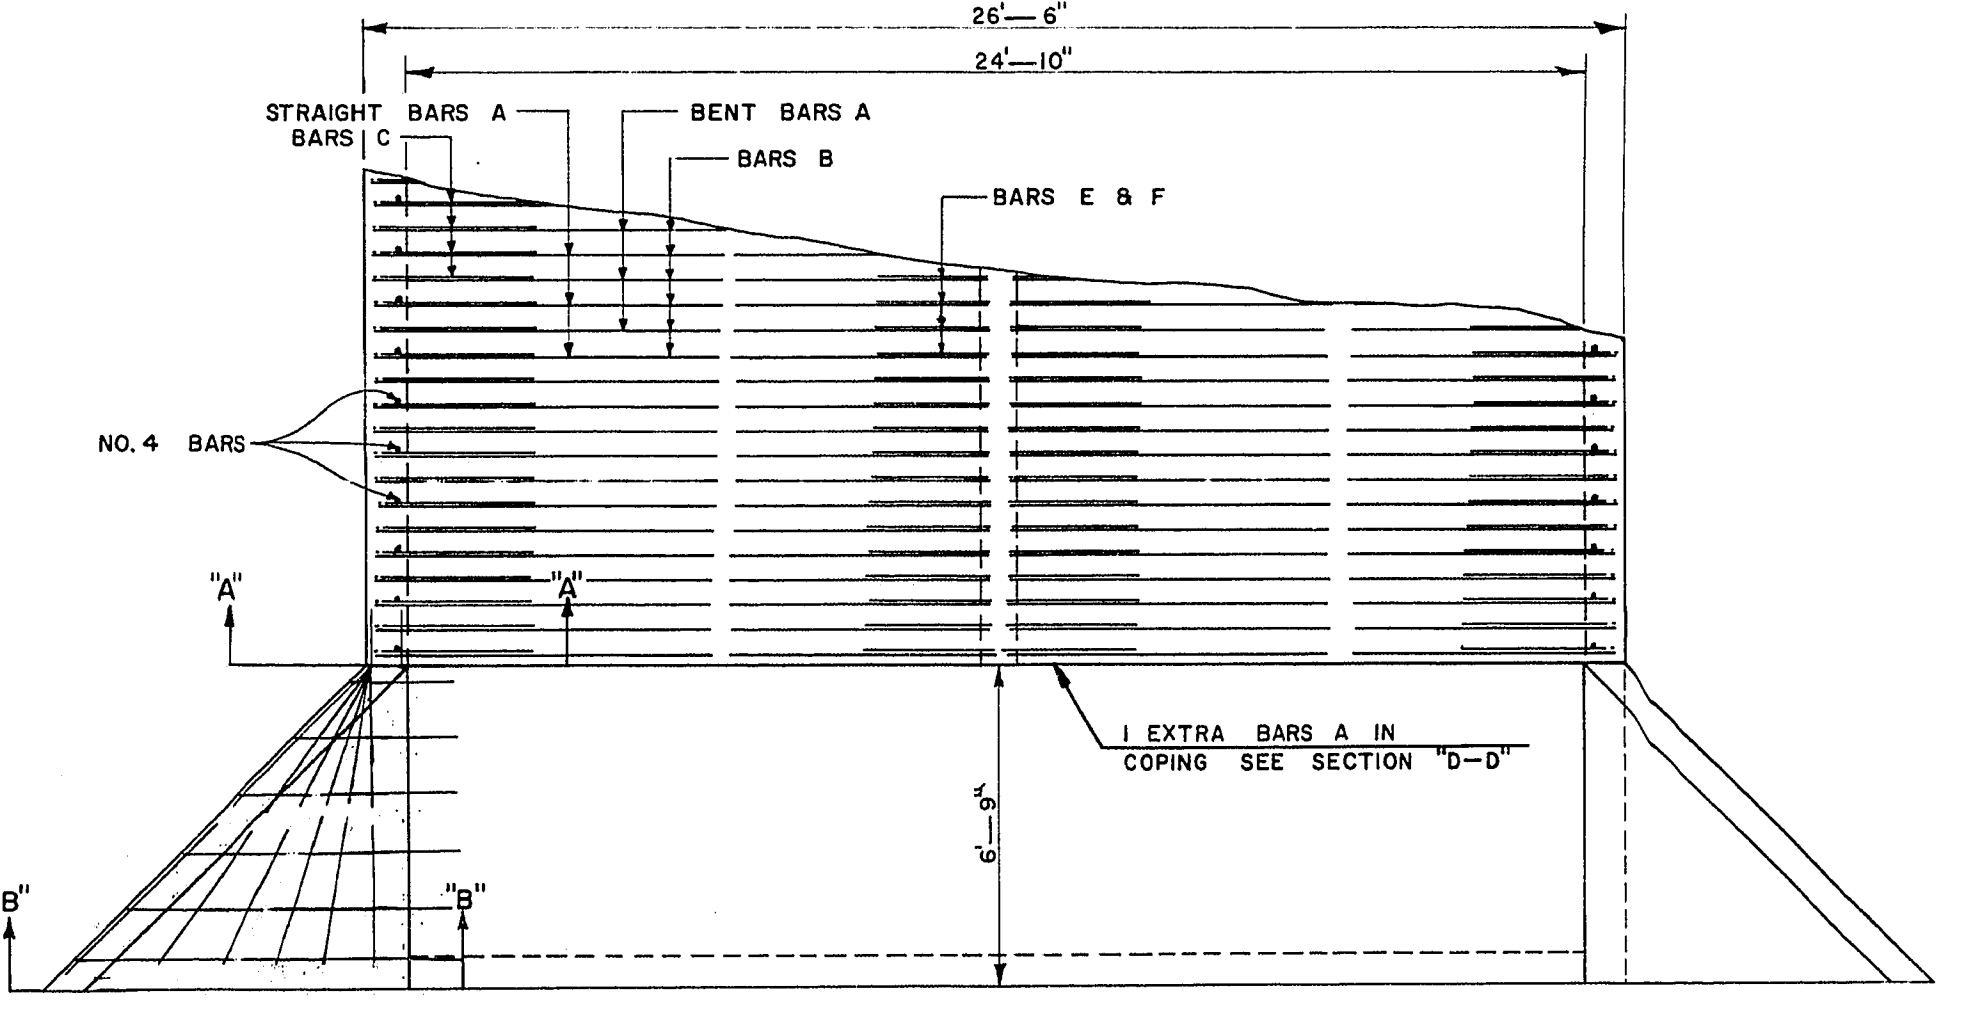 26'—6"
24'—10"
STRAIGHT BARS A
BENT BARS A
BARS C
BARS B
BARS E & F
NO. 4 BARS
"A"
"A"
1 EXTRA BARS A IN
COPING SEE SECTION "D—D"
6'—9"
B"
"B"